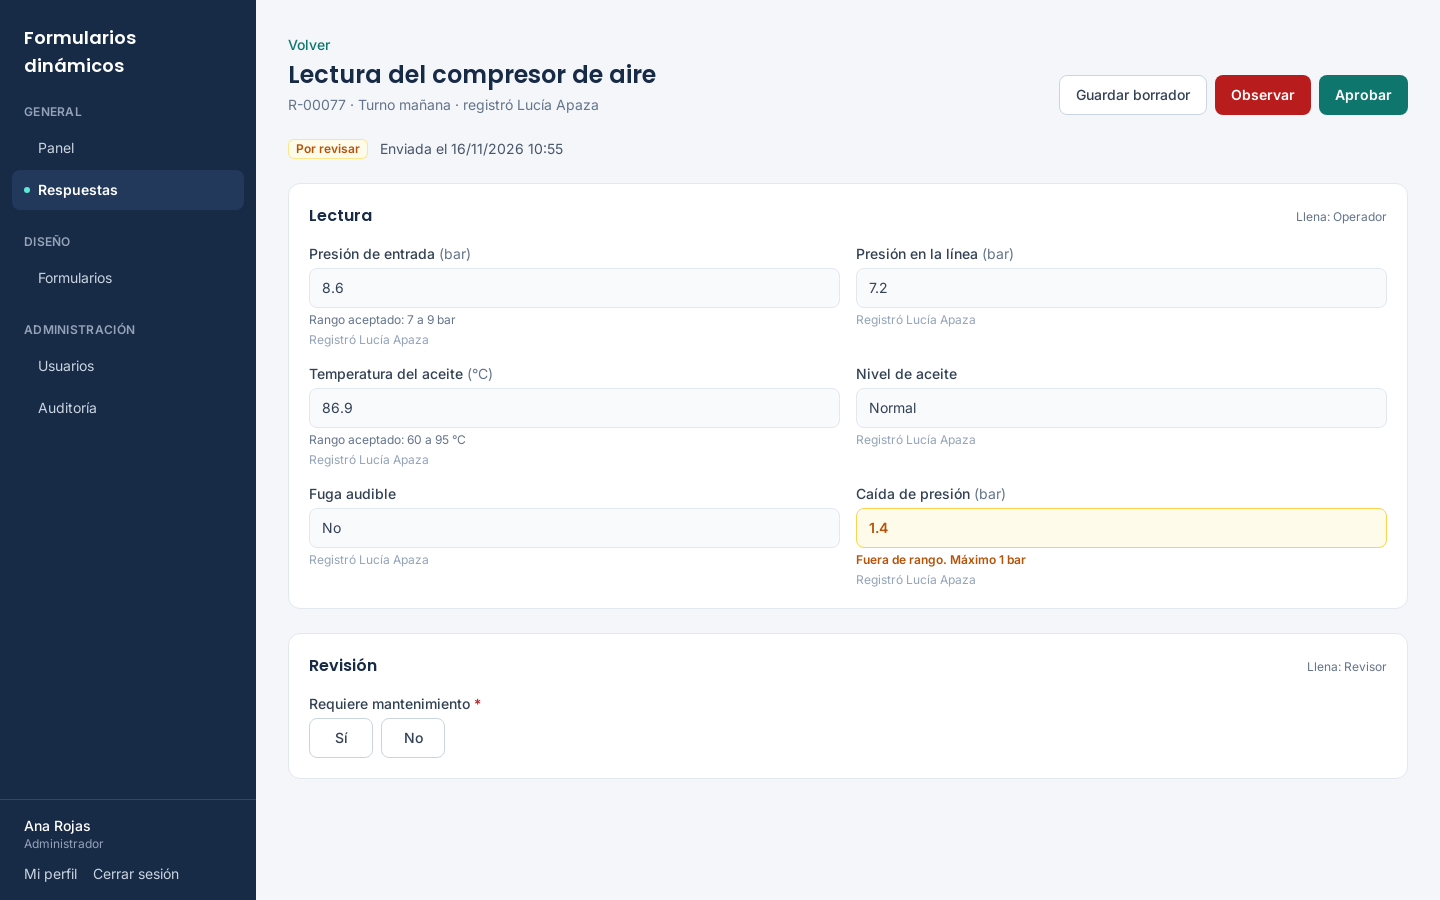 Formularios
dinámicos
GENERAL
Panel
Respuestas
DISEÑO
Formularios
ADMINISTRACIÓN
Usuarios
Auditoría
Ana Rojas
Administrador
Mi perfil Cerrar sesión
Volver
Lectura del compresor de aire
R-00077 · Turno mañana · registró Lucía Apaza
Guardar borrador Observar Aprobar
Por revisar Enviada el 16/11/2026 10:55
Lectura Llena: Operador
Presión de entrada (bar) Presión en la línea (bar)
8.6 7.2
Rango aceptado: 7 a 9 bar Registró Lucía Apaza
Registró Lucía Apaza
Temperatura del aceite (°C) Nivel de aceite
86.9 Normal
Rango aceptado: 60 a 95 °C Registró Lucía Apaza
Registró Lucía Apaza
Fuga audible Caída de presión (bar)
No 1.4
Registró Lucía Apaza Fuera de rango. Máximo 1 bar
Registró Lucía Apaza
Revisión Llena: Revisor
Requiere mantenimiento *
Sí No